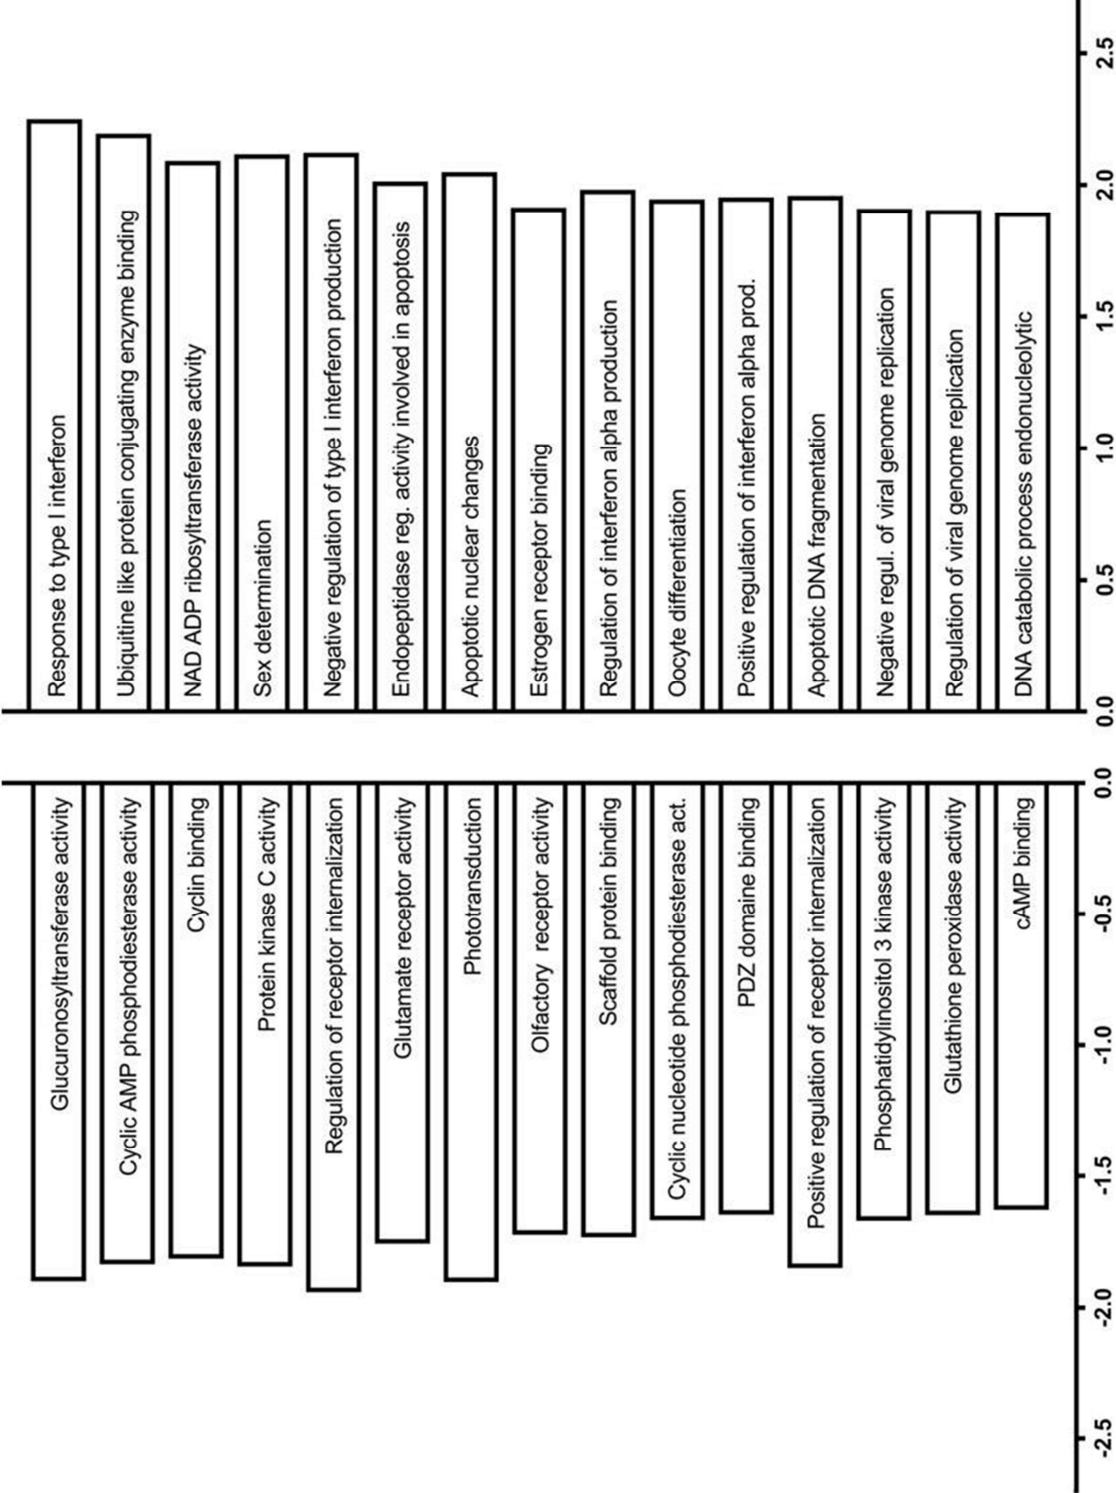 Glucuronosyltransferase activity
Cyclic AMP phosphodiesterase activity
Cyclin binding
Protein kinase C activity
Regulation of receptor internalization
Glutamate receptor activity
Phototransduction
Olfactory receptor activity
Scaffold protein binding
Cyclic nucleotide phosphodiesterase act.
PDZ domaine binding
Positive regulation of receptor internalization
Phosphatidylinositol 3 kinase activity
Glutathione peroxidase activity
cAMP binding
-2.5
-2.0
-1.5
-1.0
-0.5
0.0
Response to type I interferon
Ubiquitine like protein conjugating enzyme binding
NAD ADP ribosyltransferase activity
Sex determination
Negative regulation of type I interferon production
Endopeptidase reg. activity involved in apoptosis
Apoptotic nuclear changes
Estrogen receptor binding
Regulation of interferon alpha production
Oocyte differentiation
Positive regulation of interferon alpha prod.
Apoptotic DNA fragmentation
Negative regul. of viral genome replication
Regulation of viral genome replication
DNA catabolic process endonucleolytic
0.0
0.5
1.0
1.5
2.0
2.5